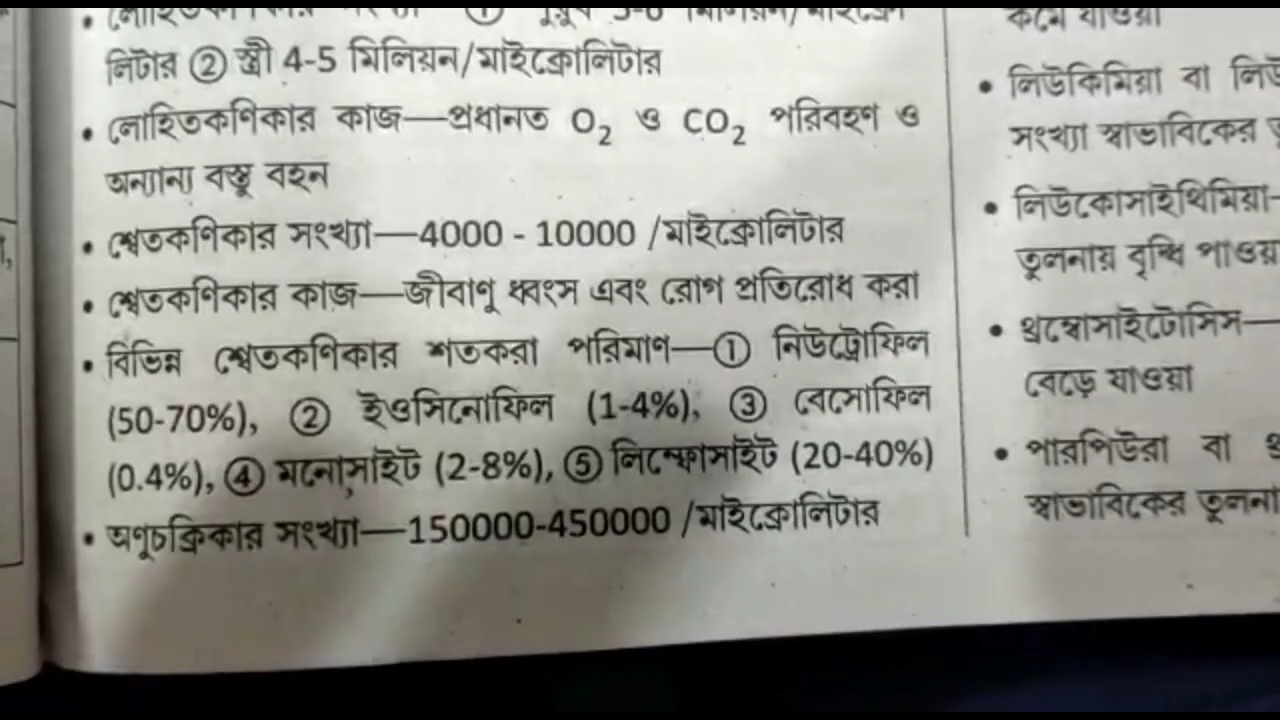 লিটার ② স্ত্রী 4-5 মিলিয়ন/মাইক্রোলিটার
• লোহিতকণিকার কাজ—প্রধানত O₂ ও CO₂ পরিবহণ ও
অন্যান্য বস্তু বহন
• শ্বেতকণিকার সংখ্যা—4000 - 10000 /মাইক্রোলিটার
• শ্বেতকণিকার কাজ—জীবাণু ধ্বংস এবং রোগ প্রতিরোধ করা
• বিভিন্ন শ্বেতকণিকার শতকরা পরিমাণ—① নিউট্রোফিল
(50-70%), ② ইওসিনোফিল (1-4%), ③ বেসোফিল
(0.4%), ④ মনোসাইট (2-8%), ⑤ লিম্ফোসাইট (20-40%)
• অণুচক্রিকার সংখ্যা—150000-450000 /মাইক্রোলিটার
কমে যাওয়া
• লিউকিমিয়া বা
সংখ্যা স্বাভাবিকের
• লিউকোসাইথিমিয়া—
তুলনায় বৃদ্ধি
• থ্রম্বোসাইটোসিস—
বেড়ে যাওয়া
• পারপিউরা বা
স্বাভাবিকের